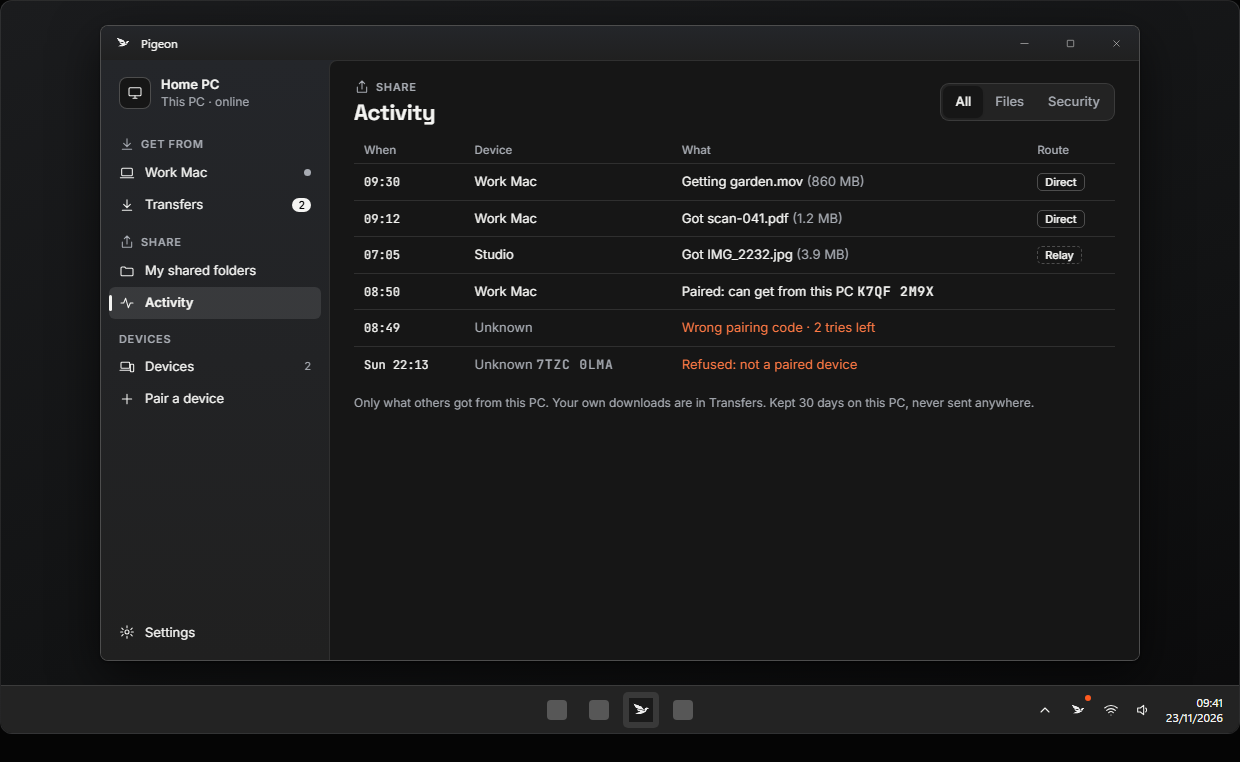 Pigeon
Home PC
This PC · online
GET FROM
Work Mac
Transfers 2
SHARE
My shared folders
Activity
DEVICES
Devices 2
Pair a device
Settings
SHARE
Activity
All Files Security
When Device What Route
09:30 Work Mac Getting garden.mov (860 MB) Direct
09:12 Work Mac Got scan-041.pdf (1.2 MB) Direct
07:05 Studio Got IMG_2232.jpg (3.9 MB) Relay
08:50 Work Mac Paired: can get from this PC K7QF 2M9X
08:49 Unknown Wrong pairing code · 2 tries left
Sun 22:13 Unknown 7TZC 0LMA Refused: not a paired device
Only what others got from this PC. Your own downloads are in Transfers. Kept 30 days on this PC, never sent anywhere.
09:41
23/11/2026